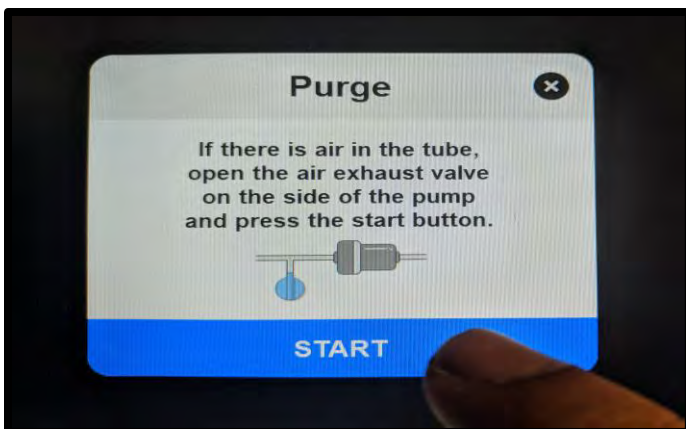 Purge
If there is air in the tube,
open the air exhaust valve
on the side of the pump
and press the start button.
START